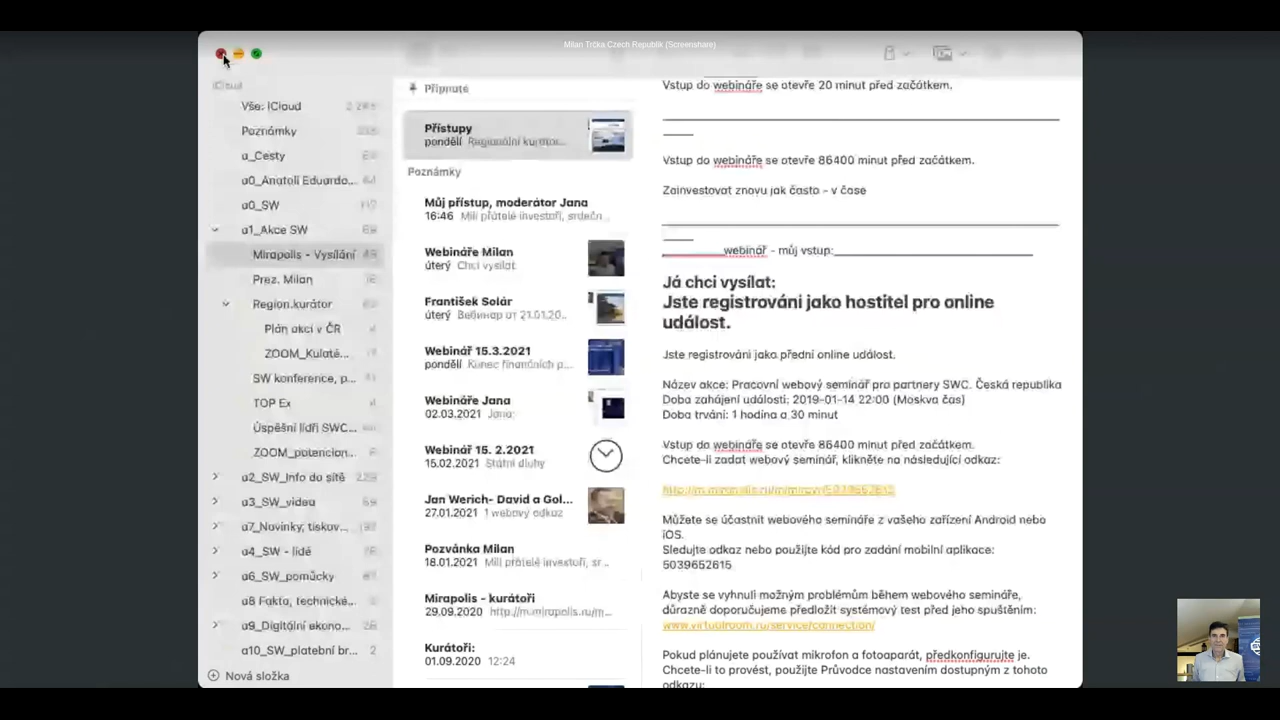 Milan Trčka Czech Republik (Screenshare)
iCloud
Vše: iCloud
Poznámky
a_Cesty
a0_Anatoli Eduardo...
a0_SW
a1_Akce SW
Mirapolis - Vysílání
Prez. Milan
Region.kurátor
Plán akcí v ČR
ZOOM_Kulaté...
SW konference, p...
TOP Ex
Úspěšní lídři SWC...
ZOOM_potencion...
a2_SW_Info do sítě
a3_SW_videa
a7_Novinky, tiskov...
a4_SW - lidé
a6_SW_pomůcky
a8 Fakta, technické...
a9_Digitální ekono...
a10_SW_platební br... 2
Nová složka
Připnuté
Přístupy
pondělí Regionální kurátor...
Poznámky
Můj přístup, moderátor Jana
16:46 Milí přátelé investoři, srdečn...
Webináře Milan
úterý Chci vysílat:
František Solár
úterý Вебинар от 21.01.20...
Webinář 15.3.2021
pondělí Konec finančních p...
Webináře Jana
02.03.2021 Jana:
Webinář 15. 2.2021
15.02.2021 Státní dluhy
Jan Werich- David a Gol...
27.01.2021 1 webový odkaz
Pozvánka Milan
18.01.2021 Milí přátelé investoři, sr...
Mirapolis - kurátoři
29.09.2020 http://m.mirapolis.ru/m...
Kurátoři:
01.09.2020 12:24
Vstup do webináře se otevře 20 minut před začátkem.
Vstup do webináře se otevře 86400 minut před začátkem.
Zainvestovat znovu jak často - v čase
webinář - můj vstup:
Já chci vysílat:
Jste registrováni jako hostitel pro online
událost.
Jste registrováni jako přední online událost.
Název akce: Pracovní webový seminář pro partnery SWC. Česká republika
Doba zahájení události: 2019-01-14 22:00 (Moskva čas)
Doba trvání: 1 hodina a 30 minut
Vstup do webináře se otevře 86400 minut před začátkem.
Chcete-li zadat webový seminář, klikněte na následující odkaz:
Můžete se účastnit webového semináře z vašeho zařízení Android nebo
iOS.
Sledujte odkaz nebo použijte kód pro zadání mobilní aplikace:
5039652615
Abyste se vyhnuli možným problémům během webového semináře,
důrazně doporučujeme předložit systémový test před jeho spuštěním:
www.virtualroom.ru/service/connection/
Pokud plánujete používat mikrofon a fotoaparát, předkonfigurujte je.
Chcete-li to provést, použijte Průvodce nastavením dostupným z tohoto
odkazu: